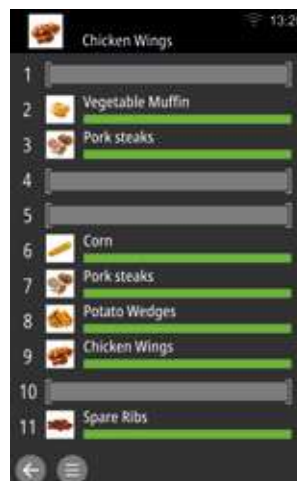 13:2
Chicken Wings
1
2 Vegetable Muffin
3 Pork steaks
4
5
6 Corn
7 Pork steaks
8 Potato Wedges
9 Chicken Wings
10
11 Spare Ribs